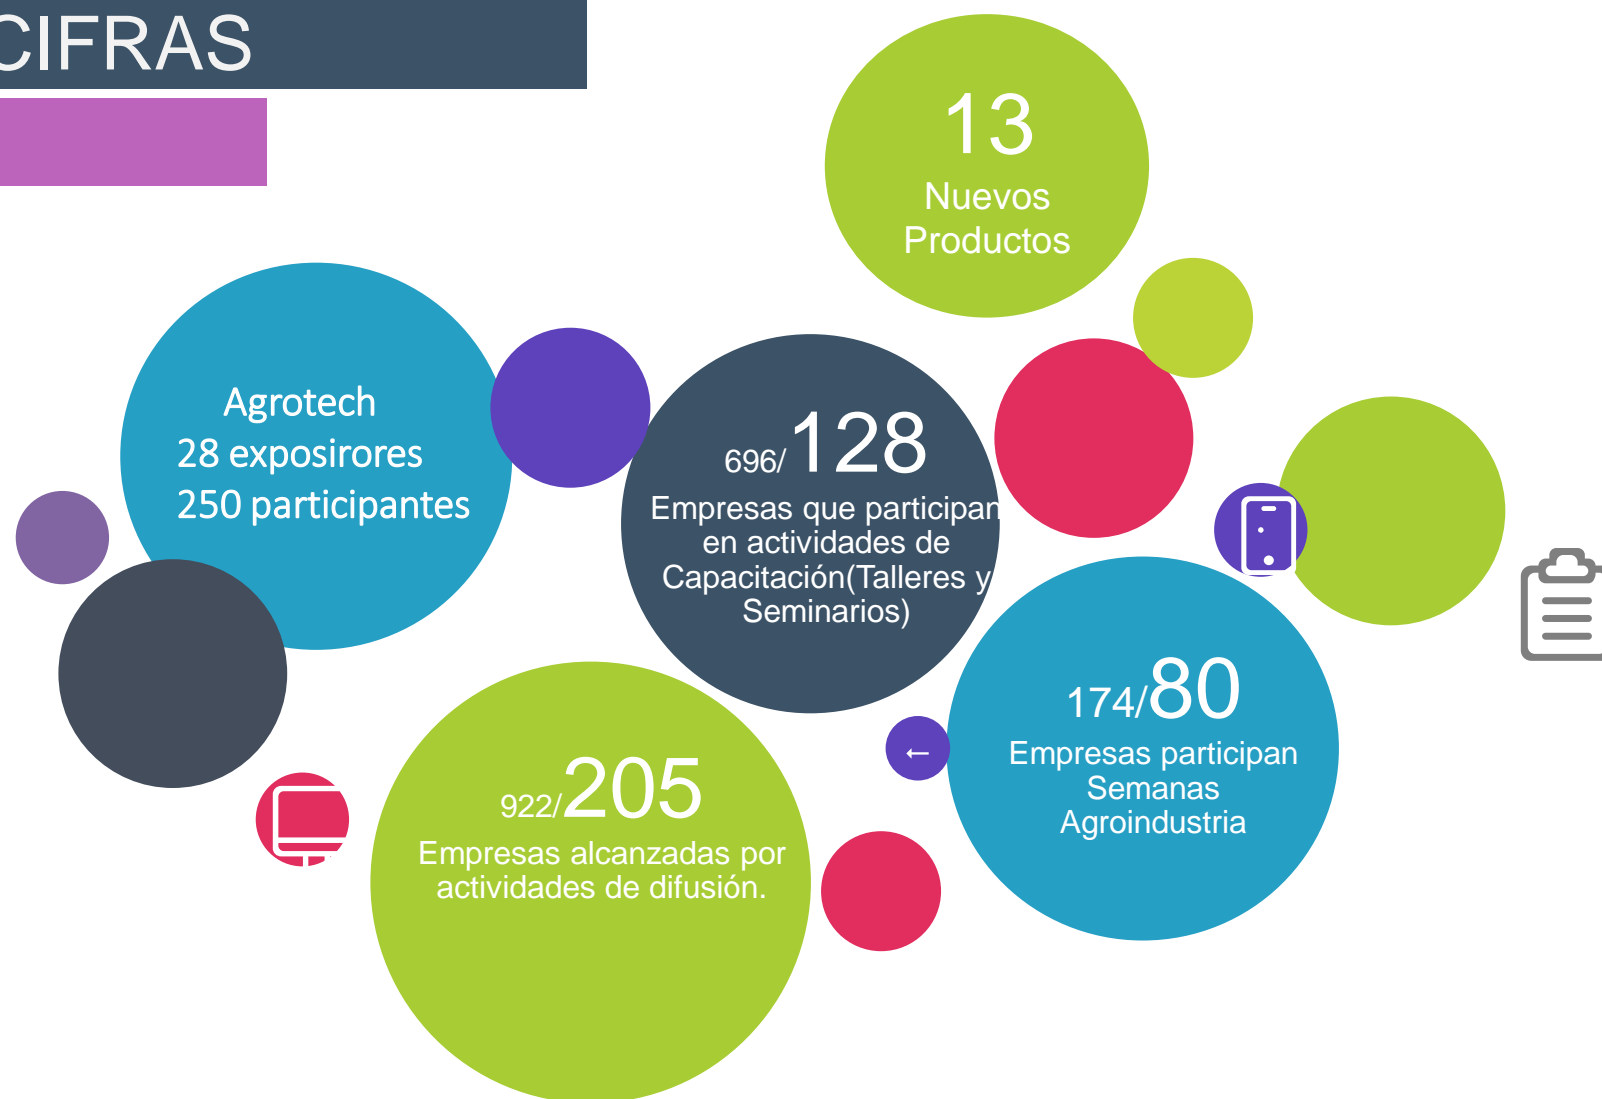 CIFRAS
13
Nuevos
Productos
Agrotech
28 exposirores
250 participantes
696/128
Empresas que participan
en actividades de
Capacitación(Talleres y
Seminarios)
174/80
Empresas participan
Semanas
Agroindustria
←
922/205
Empresas alcanzadas por
actividades de difusión.